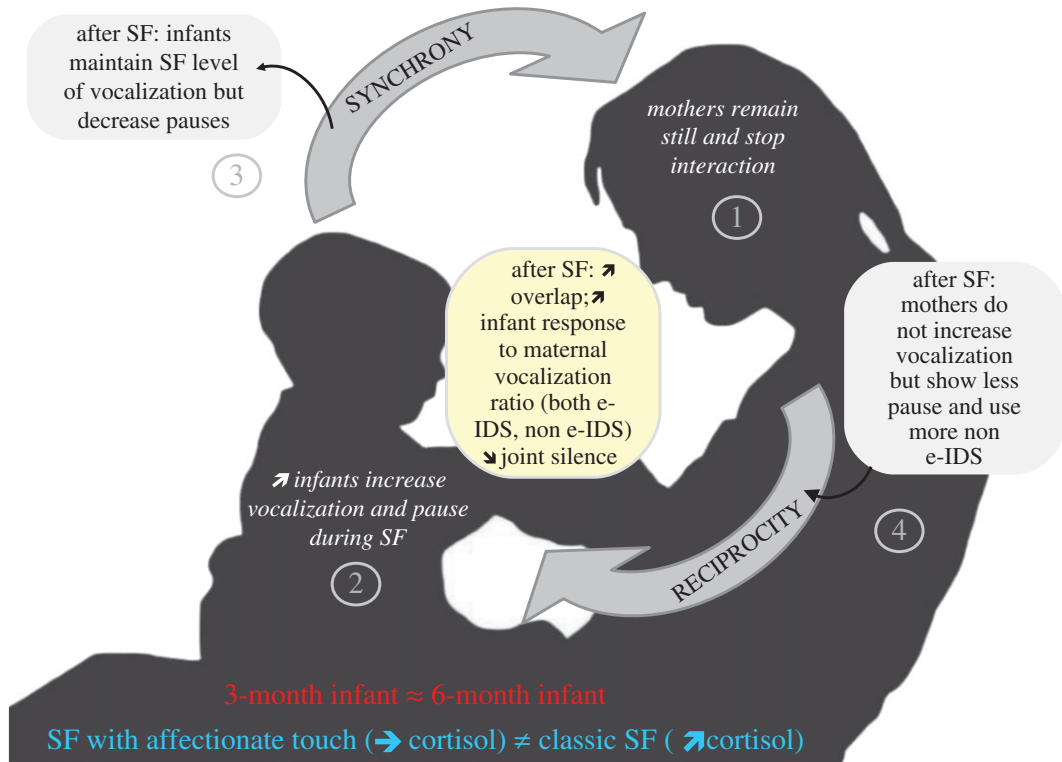 after SF: infants
maintain SF level
of vocalization but
decrease pauses
3
SYNCHRONY
mothers remain
still and stop
interaction
1
after SF: ↗
overlap;↗
infant response
to maternal
vocalization
ratio (both e-
IDS, non e-IDS)
↘ joint silence
after SF:
mothers do
not increase
vocalization
but show less
pause and use
more non
e-IDS
4
RECIPROCITY
↗ infants increase
vocalization and pause
during SF
2
3-month infant ≈ 6-month infant
SF with affectionate touch (→ cortisol) ≠ classic SF ( ↗cortisol)